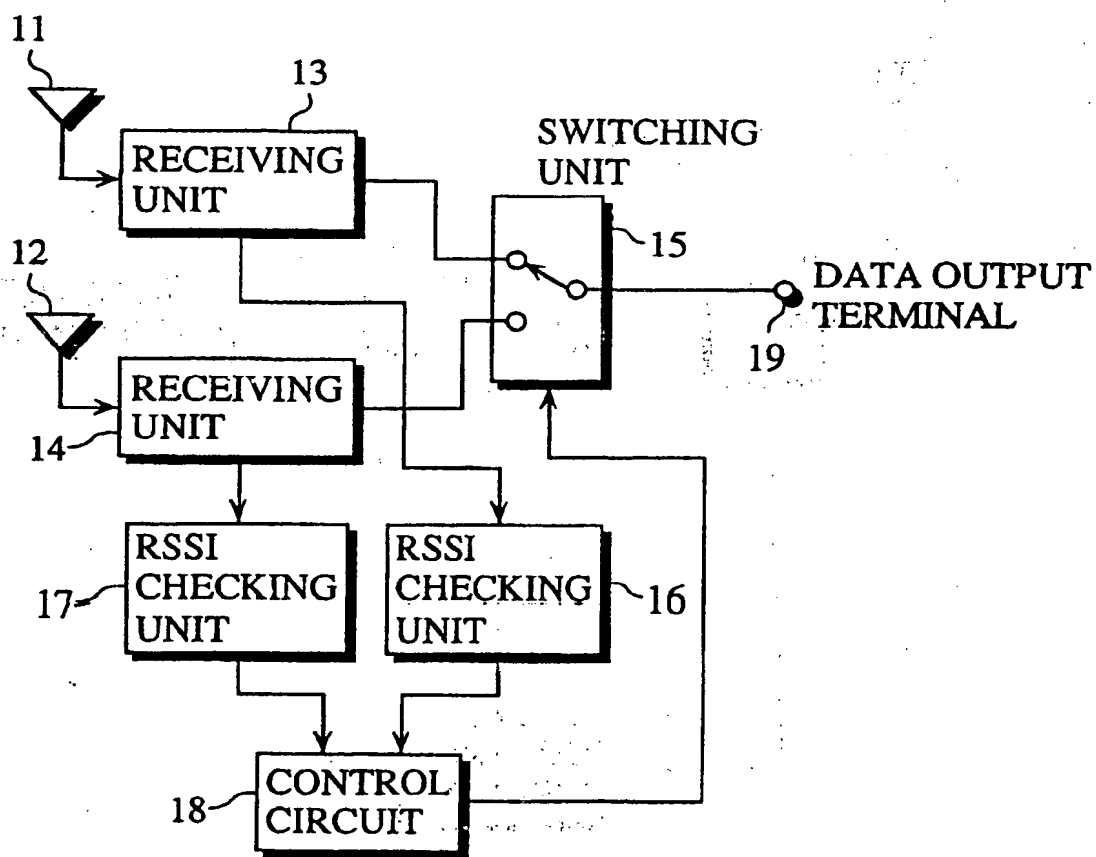 11
13
RECEIVING
UNIT
SWITCHING
UNIT
15
12
DATA OUTPUT
TERMINAL
19
RECEIVING
UNIT
14
RSSI
CHECKING
UNIT
17
RSSI
CHECKING
UNIT
16
CONTROL
CIRCUIT
18